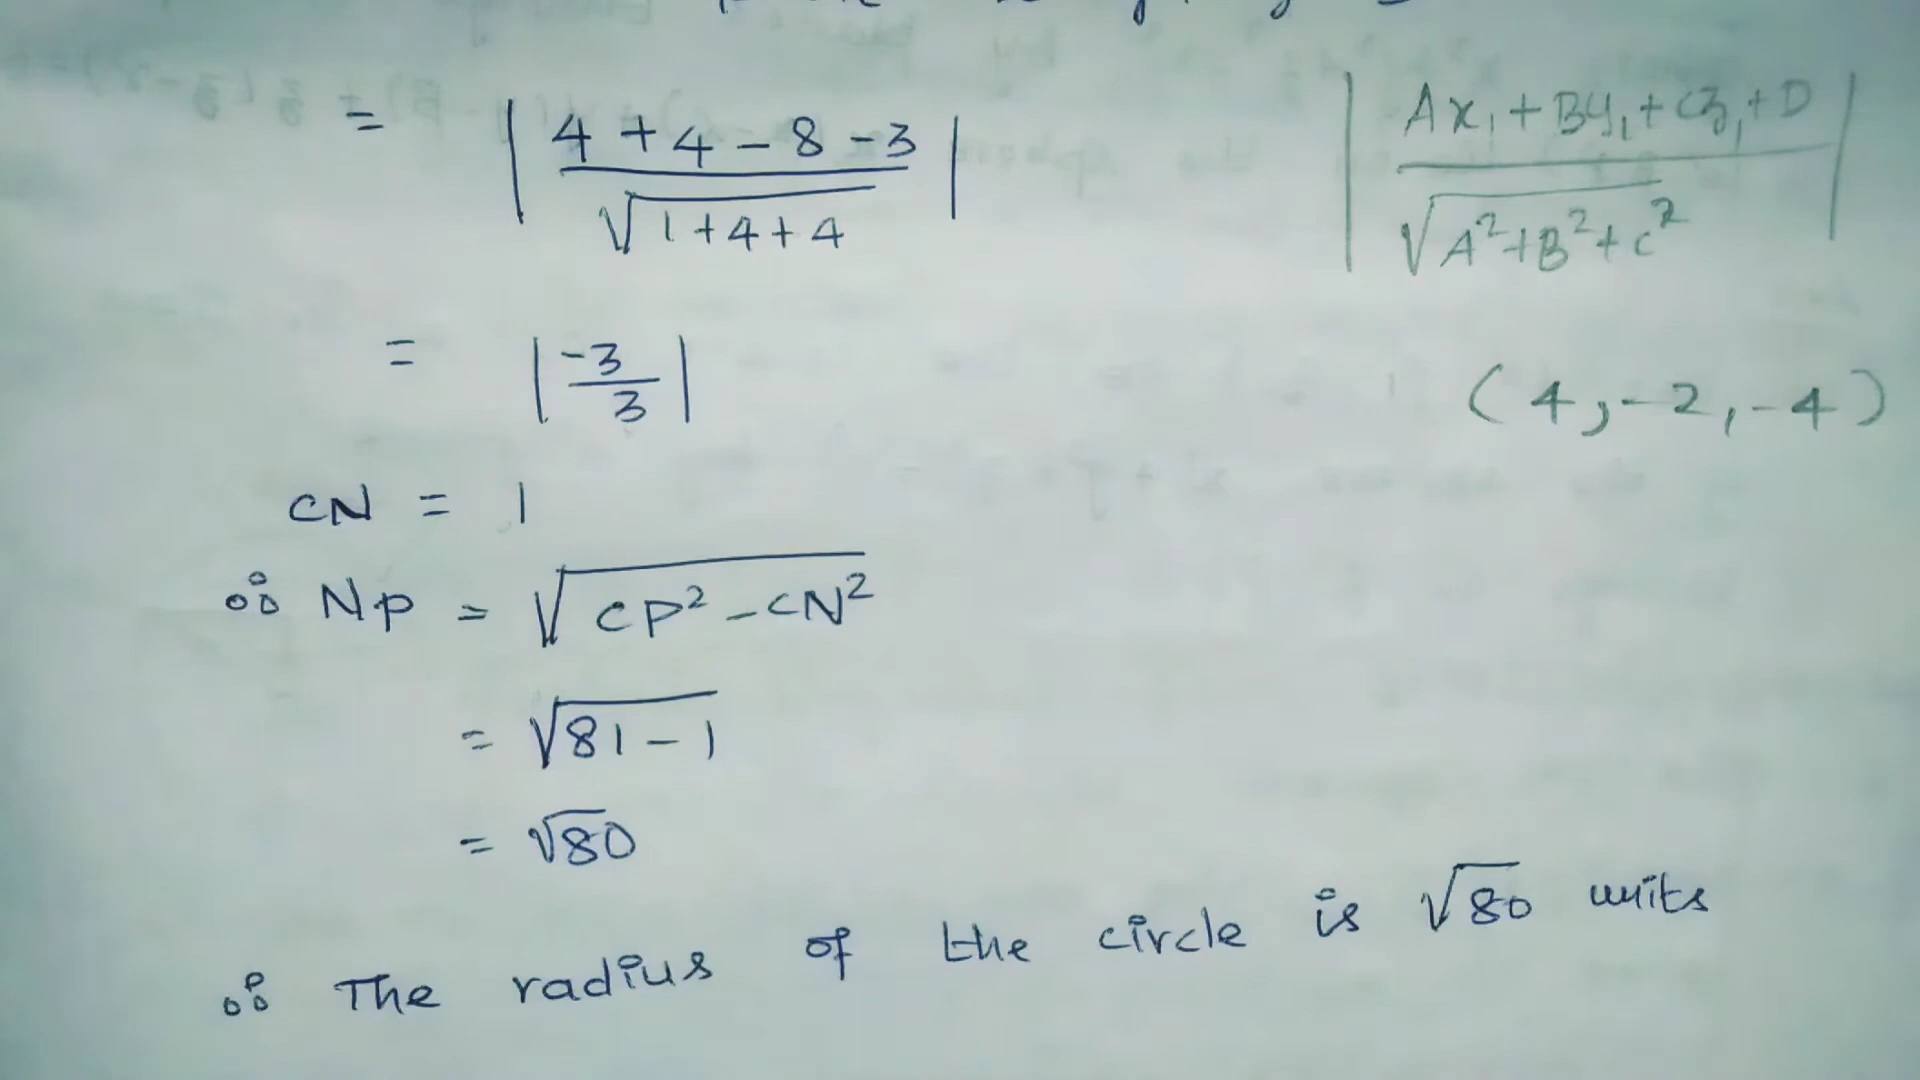 = | 4 + 4 - 8 - 3 / √1 + 4 + 4 |
| Ax₁ + By₁ + Cz₁ + D / √A² + B² + C² |
= | -3 / 3 |
(4, -2, -4)
CN = 1
∴ NP = √CP² - CN²
= √81 - 1
= √80
∴ The radius of the circle is √80 units